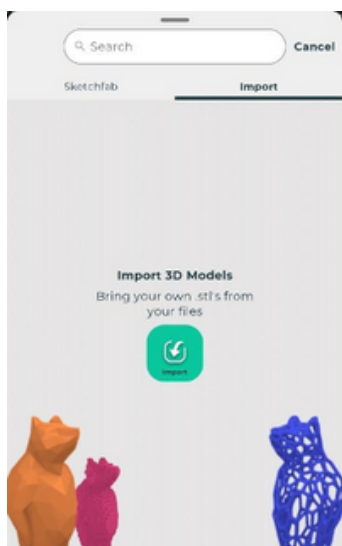 Search
Cancel
Sketchfab
Import
Import 3D Models
Bring your own .stl's from
your files
Import